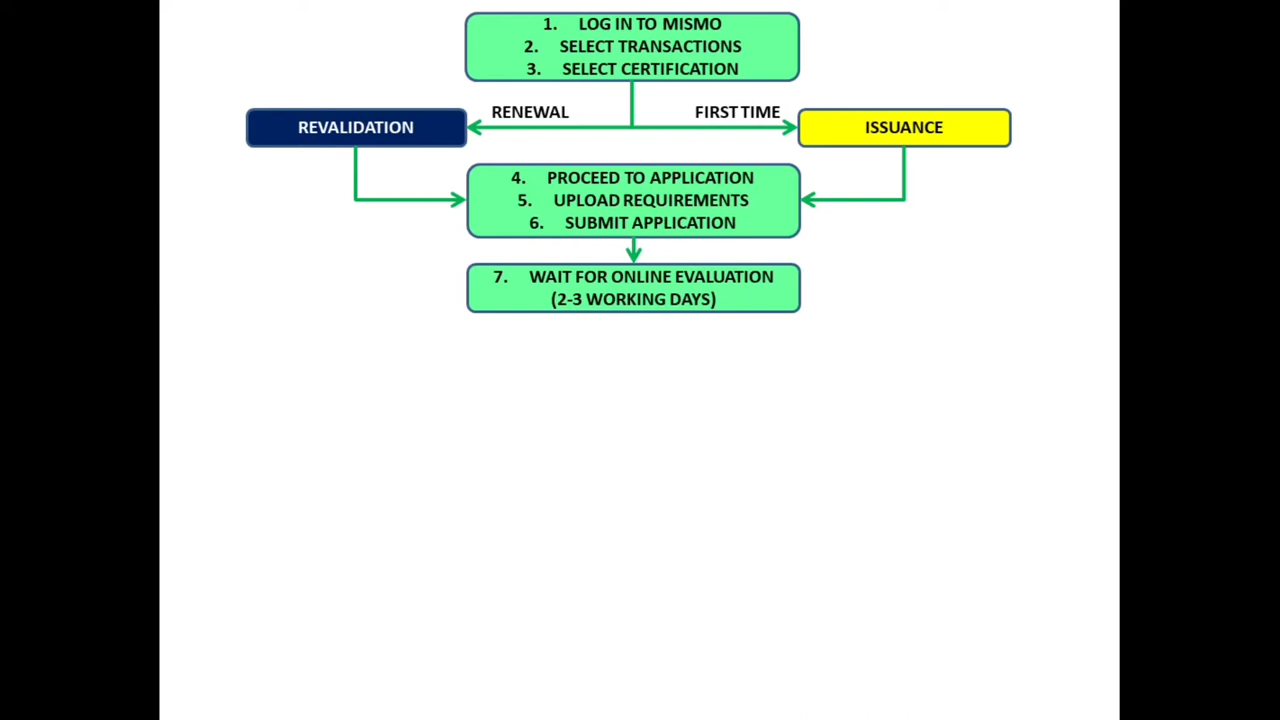 1. LOG IN TO MISMO
2. SELECT TRANSACTIONS
3. SELECT CERTIFICATION
RENEWAL
FIRST TIME
REVALIDATION
ISSUANCE
4. PROCEED TO APPLICATION
5. UPLOAD REQUIREMENTS
6. SUBMIT APPLICATION
7. WAIT FOR ONLINE EVALUATION
(2-3 WORKING DAYS)